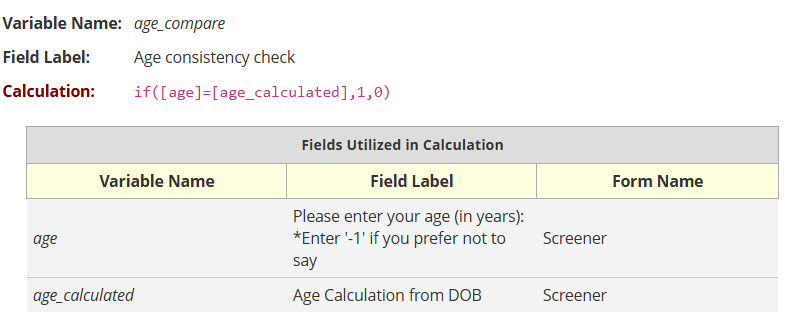 Variable Name: age_compare
Field Label: Age consistency check
Calculation: if([age]=[age_calculated],1,0)
Fields Utilized in Calculation
Variable Name Field Label Form Name
age Please enter your age (in years): *Enter '-1' if you prefer not to say Screener
age_calculated Age Calculation from DOB Screener